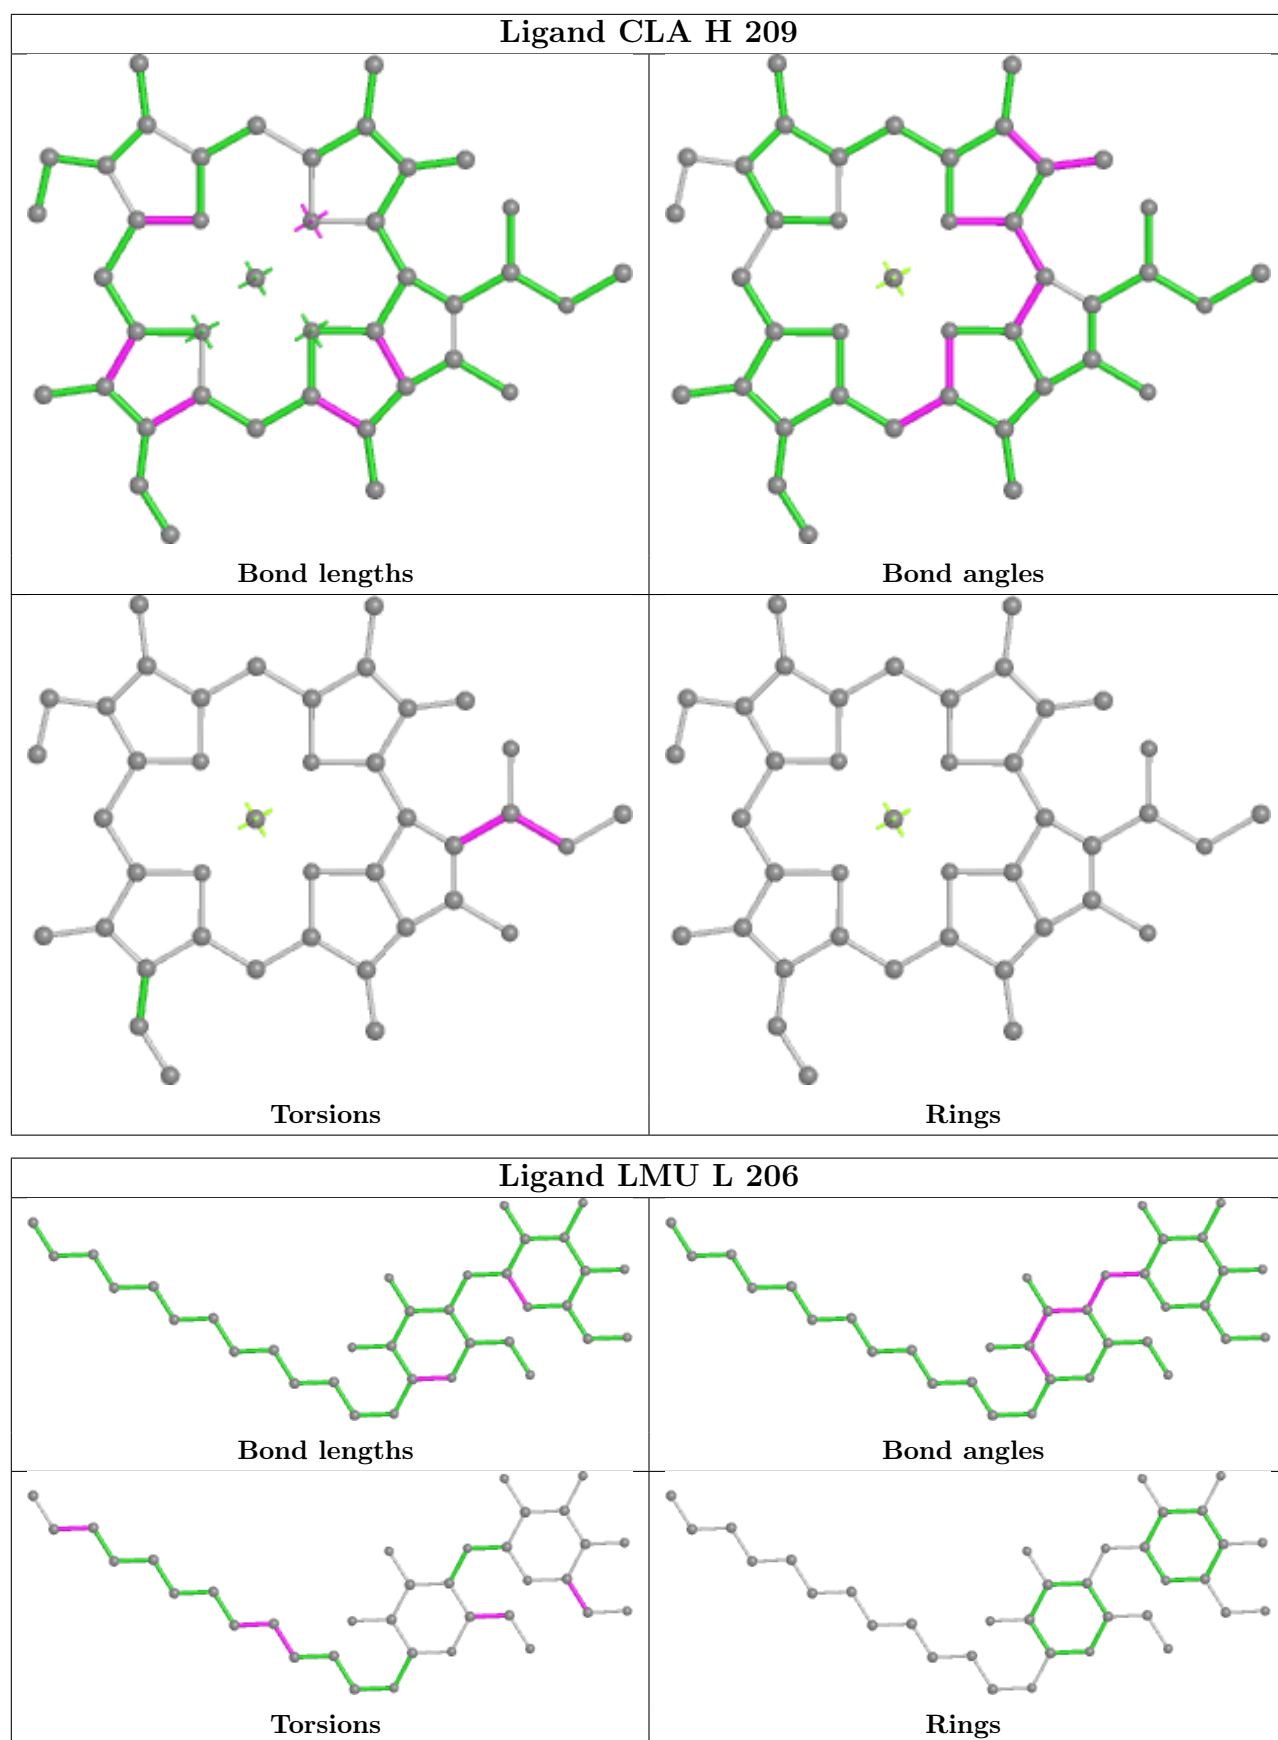 Ligand CLA H 209
Bond lengths
Bond angles
Torsions
Rings
Ligand LMU L 206
Bond lengths
Bond angles
Torsions
Rings